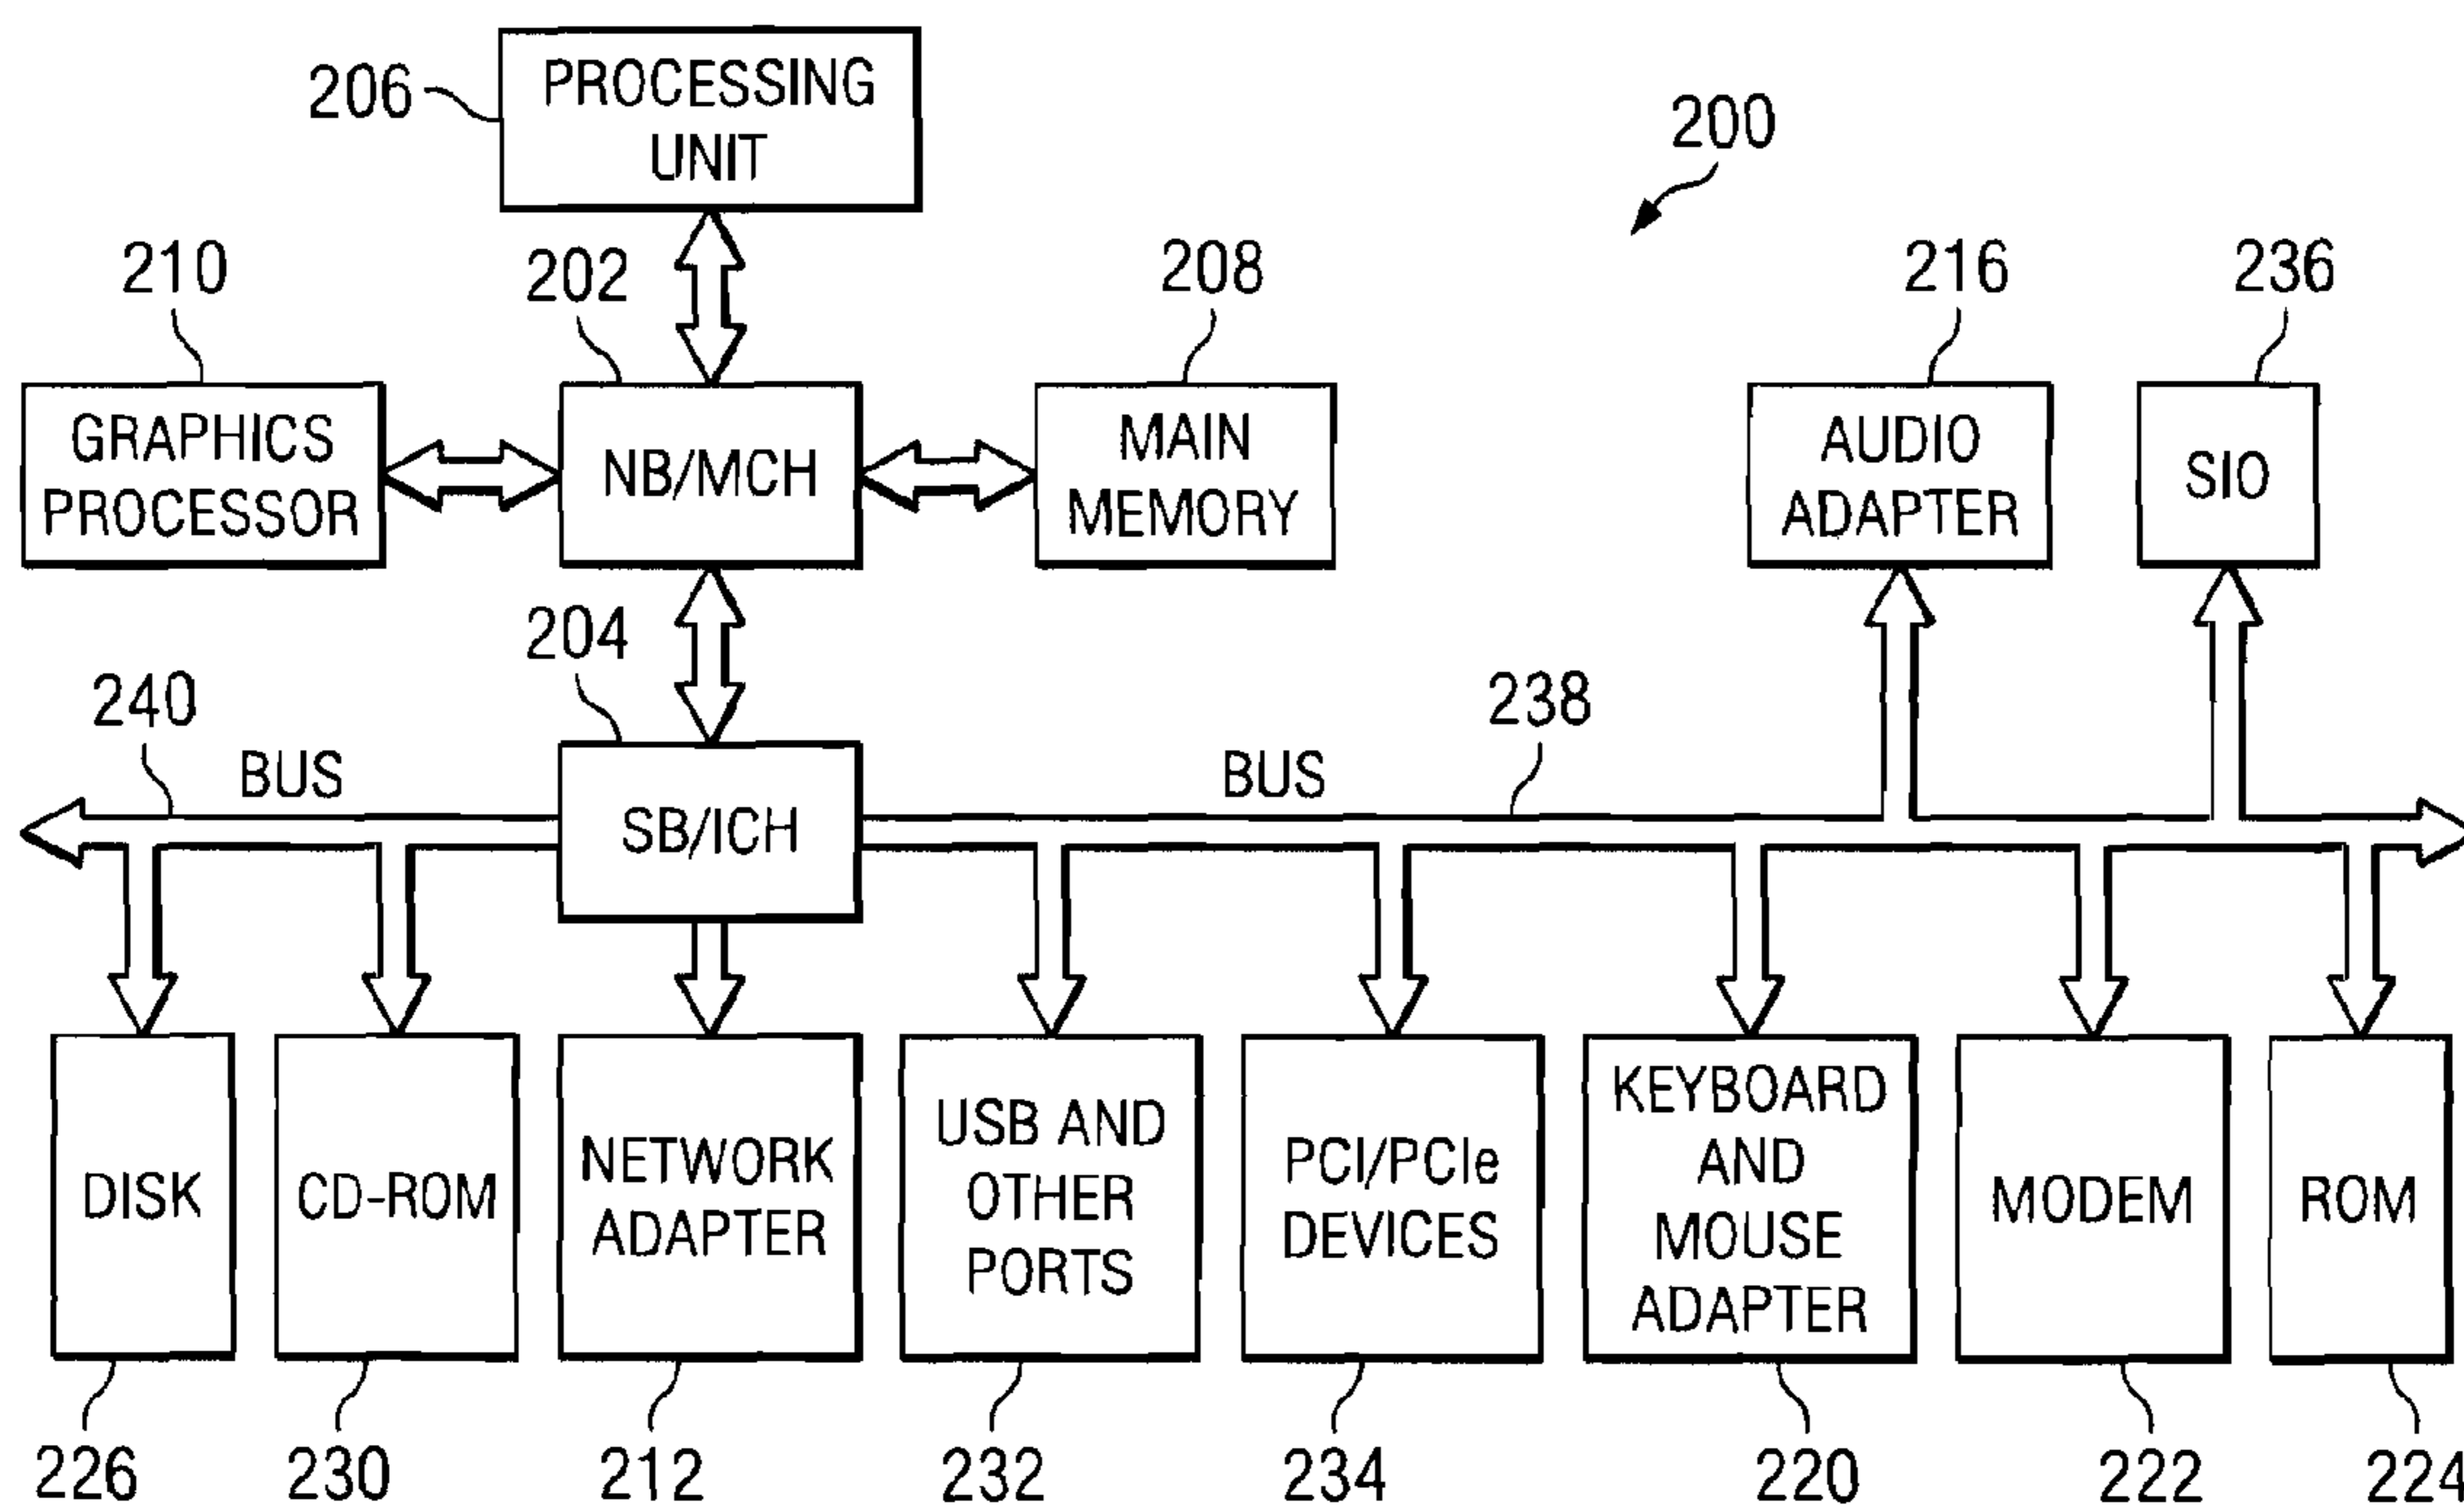 PROCESSING
UNIT
206
200
210
202
208
216
236
GRAPHICS
PROCESSOR
NB/MCH
MAIN
MEMORY
AUDIO
ADAPTER
SIO
204
240
BUS
SB/ICH
BUS
238
DISK
CD-ROM
NETWORK
ADAPTER
USB AND
OTHER
PORTS
PCI/PCIe
DEVICES
KEYBOARD
AND
MOUSE
ADAPTER
MODEM
ROM
226
230
212
232
234
220
222
224